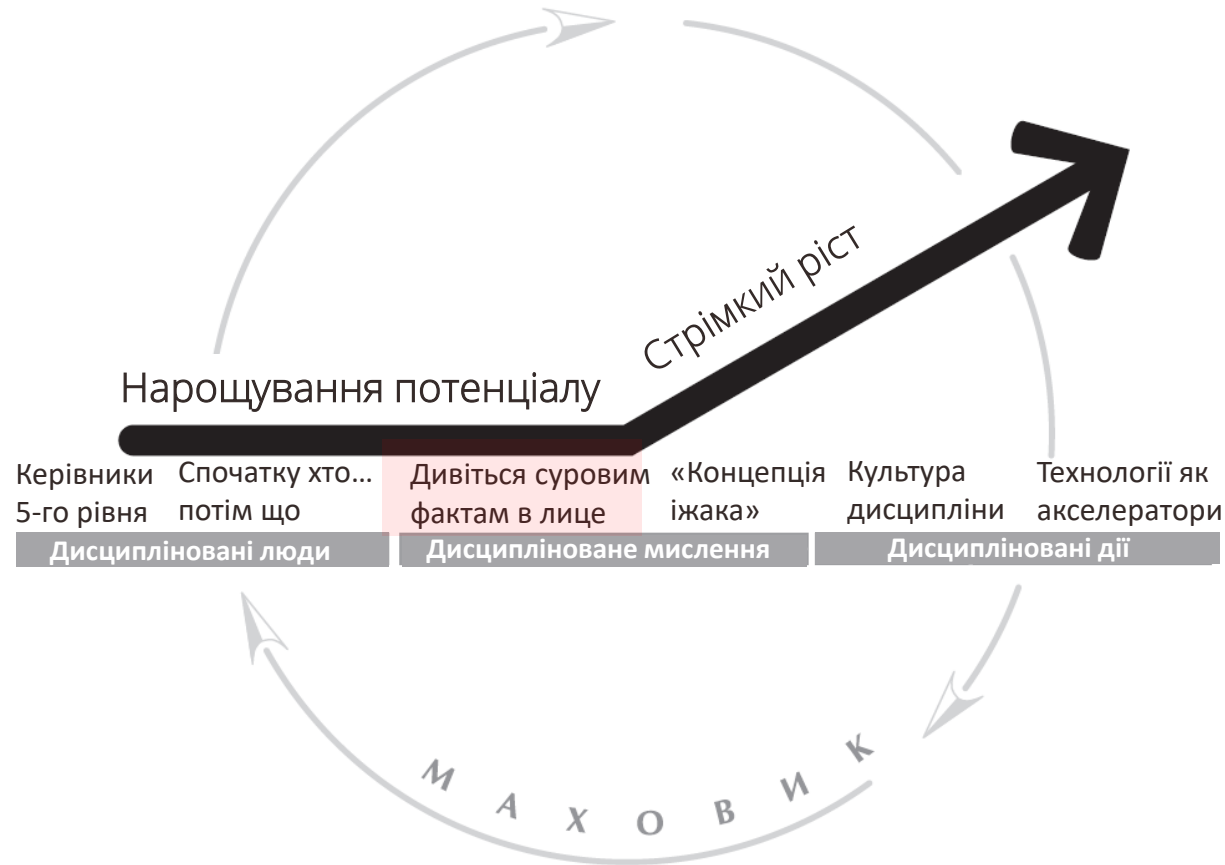 Стрімкий ріст
Нарощування потенціалу
Керівники
5-го рівня
Спочатку хто...
потім що
Дивіться суровим
фактам в лице
«Концепція
іжака»
Культура
дисципліни
Технології як
акселератори
Дисципліновані люди
Дисципліноване мислення
Дисципліновані дії
МАХОВИК